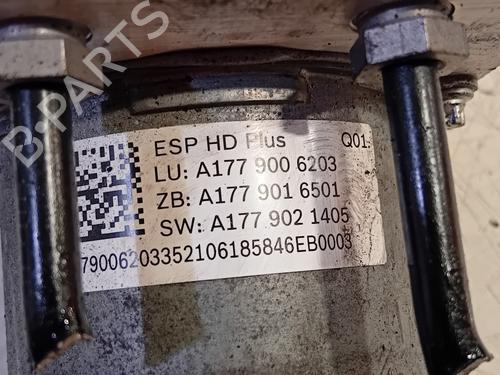 ESP HD Plus Q01:
LU: A177 900 6203
ZB: A177 901 6501
SW: A177 902 1405
790062033521061858​46EB0003
B-PARTS